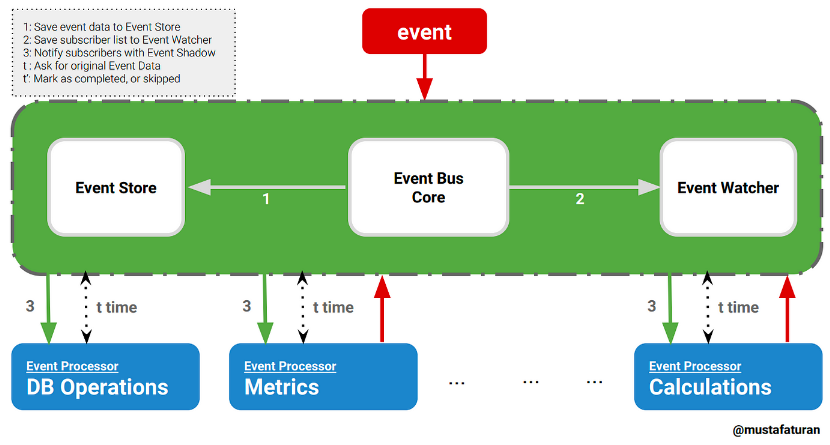 1: Save event data to Event Store
2: Save subscriber list to Event Watcher
3: Notify subscribers with Event Shadow
t : Ask for original Event Data
t': Mark as completed, or skipped
event
Event Store
Event Bus
Core
Event Watcher
1
2
3
t time
3
t time
3
t time
Event Processor
DB Operations
Event Processor
Metrics
...
...
...
Event Processor
Calculations
@mustafaturan